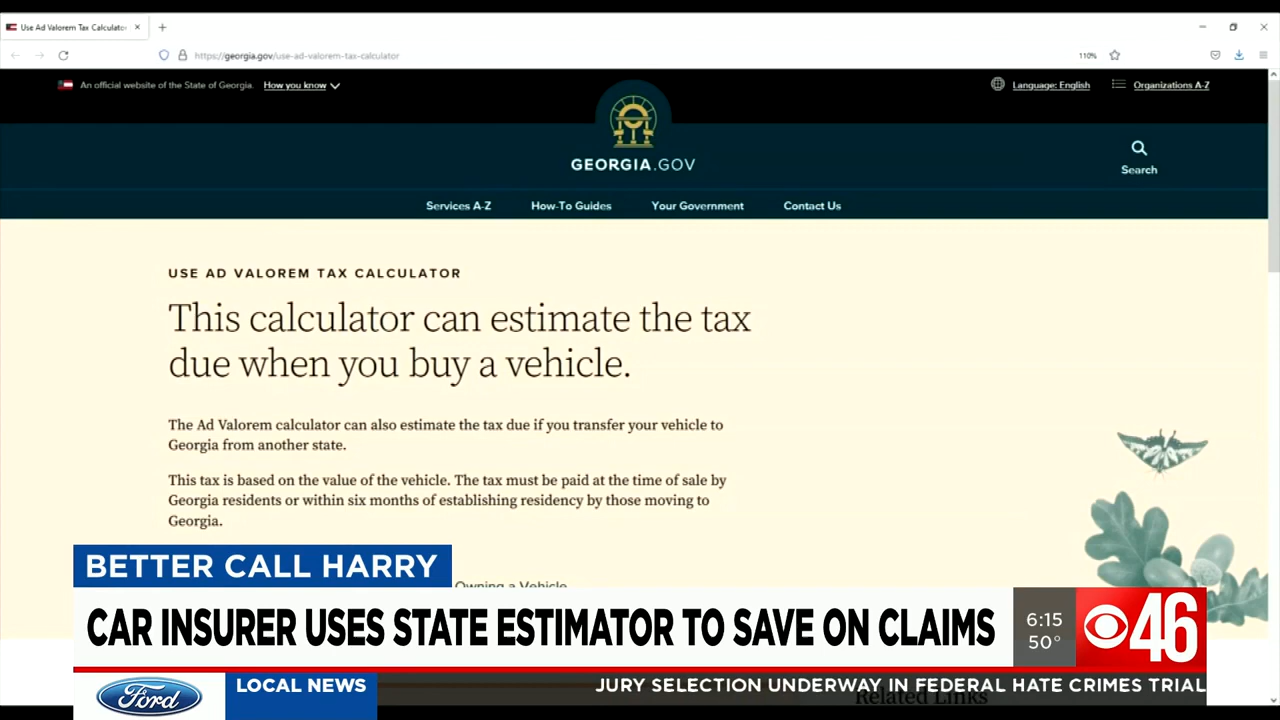 Use Ad Valorem Tax Calculator
https://georgia.gov/use-ad-valorem-tax-calculator
110%
An official website of the State of Georgia. How you know
Language: English
Organizations A-Z
GEORGIA.GOV
Search
Services A-Z
How-To Guides
Your Government
Contact Us
USE AD VALOREM TAX CALCULATOR
This calculator can estimate the tax
due when you buy a vehicle.
The Ad Valorem calculator can also estimate the tax due if you transfer your vehicle to
Georgia from another state.
This tax is based on the value of the vehicle. The tax must be paid at the time of sale by
Georgia residents or within six months of establishing residency by those moving to
Georgia.
BETTER CALL HARRY
Owning a Vehicle
CAR INSURER USES STATE ESTIMATOR TO SAVE ON CLAIMS
6:15
50°
46
Ford
LOCAL NEWS
JURY SELECTION UNDERWAY IN FEDERAL HATE CRIMES TRIAL
Related Links